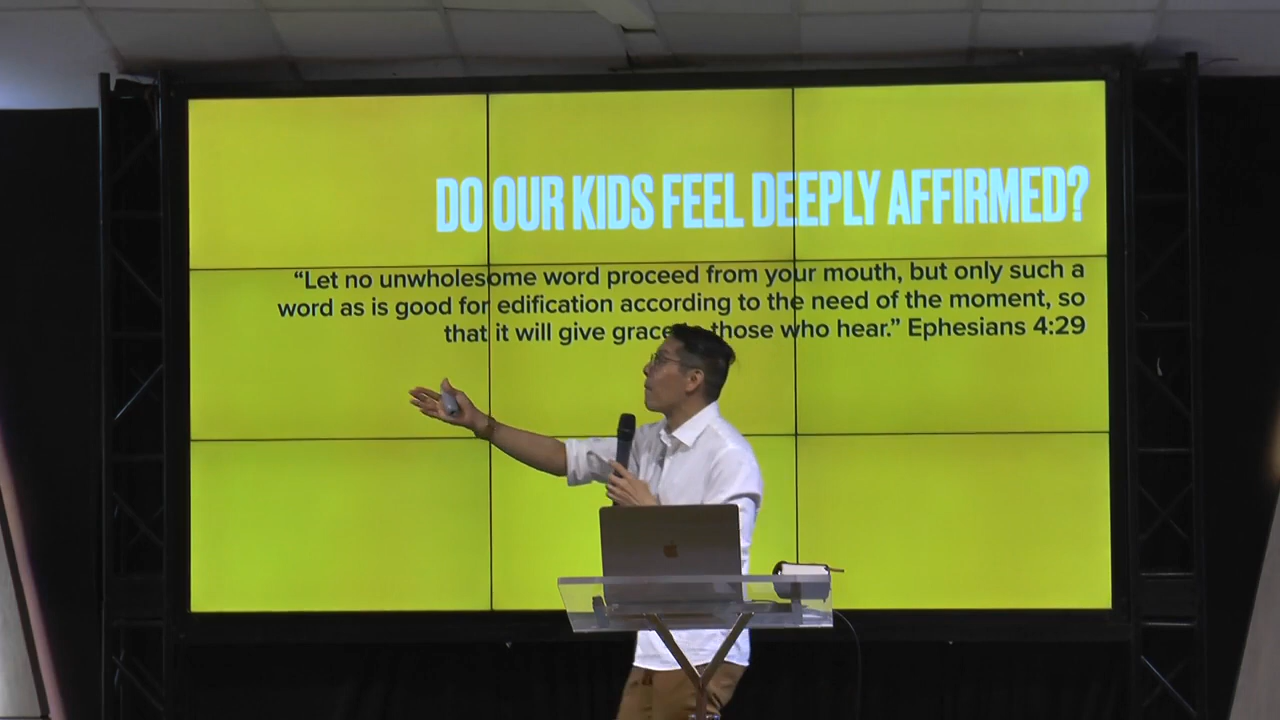 DO OUR KIDS FEEL DEEPLY AFFIRMED?
“Let no unwholesome word proceed from your mouth, but only such a
word as is good for edification according to the need of the moment, so
that it will give grace those who hear.” Ephesians 4:29